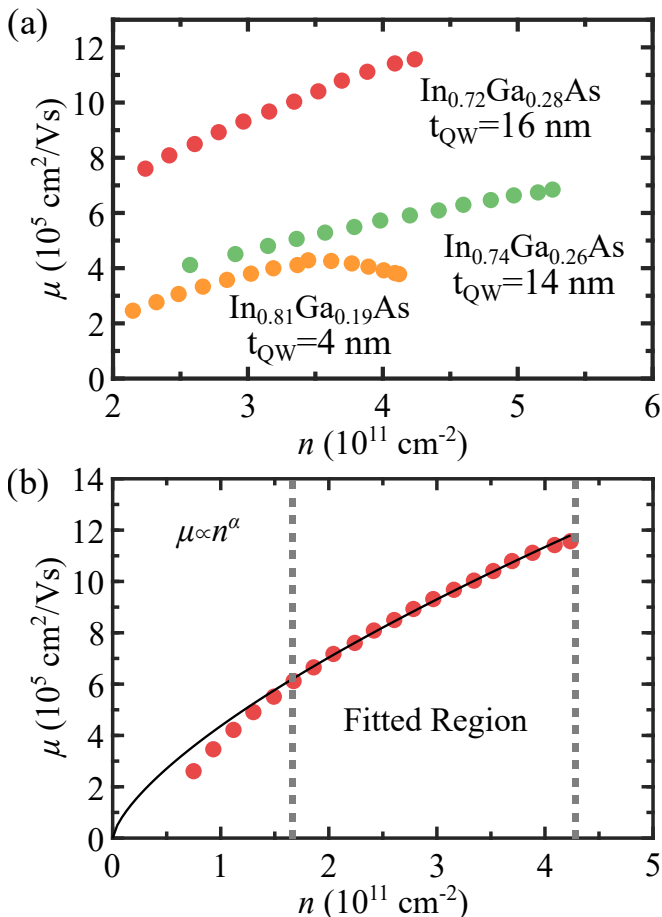 (a)
12
10
8
6
4
2
0
μ (10⁵ cm²/Vs)
In₀.₇₂Ga₀.₂₈As
t_QW=16 nm
In₀.₇₄Ga₀.₂₆As
t_QW=14 nm
In₀.₈₁Ga₀.₁₉As
t_QW=4 nm
2 3 4 5 6
n (10¹¹ cm⁻²)
(b)
14
12
10
8
6
4
2
0
μ (10⁵ cm²/Vs)
μ∝n^α
Fitted Region
0 1 2 3 4 5
n (10¹¹ cm⁻²)